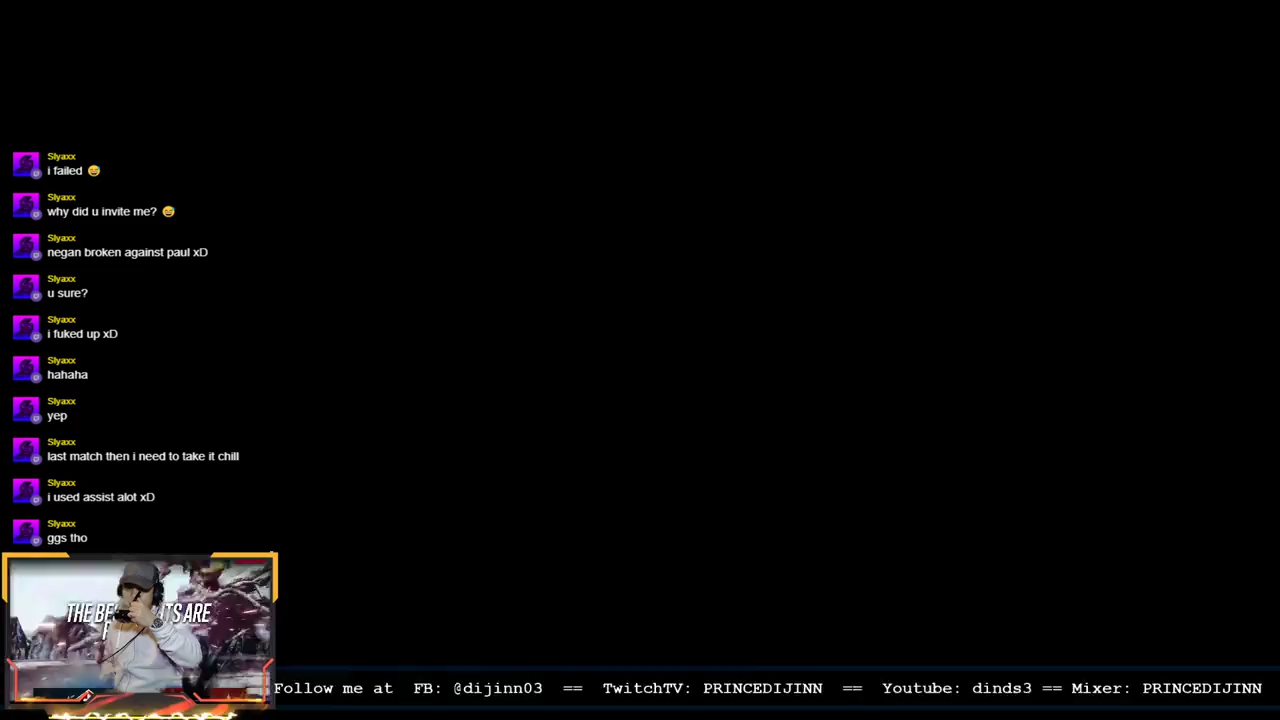 Slyaxx
i failed 😅
Slyaxx
why did u invite me? 😅
Slyaxx
negan broken against paul xD
Slyaxx
u sure?
Slyaxx
i fuked up xD
Slyaxx
hahaha
Slyaxx
yep
Slyaxx
last match then i need to take it chill
Slyaxx
i used assist alot xD
Slyaxx
ggs tho
THE ARE
Follow me at FB: @dijinn03 == TwitchTV: PRINCEDIJINN == Youtube: dinds3 == Mixer: PRINCEDIJINN